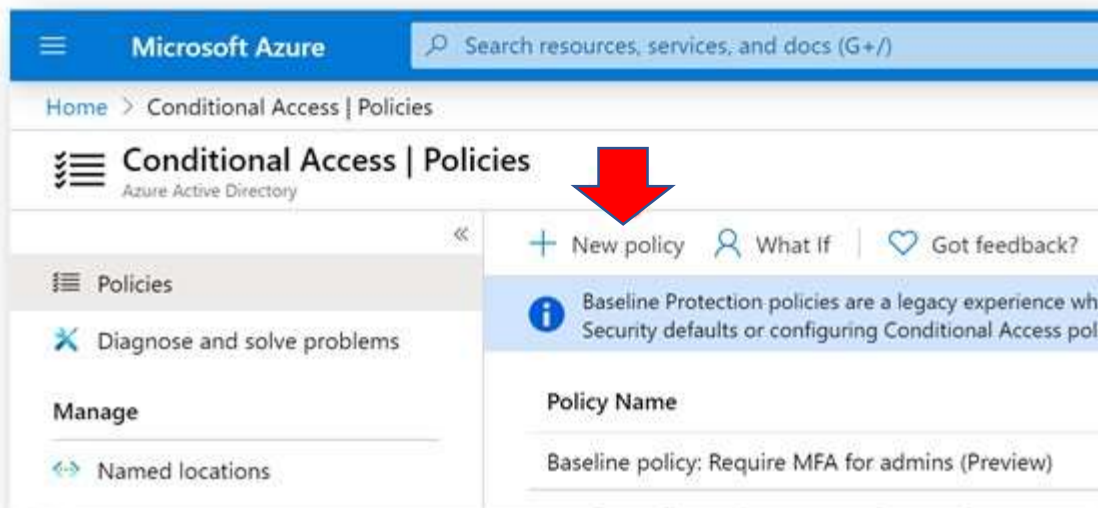 Microsoft Azure
Search resources, services, and docs (G+/)
Home > Conditional Access | Policies
Conditional Access | Policies
Azure Active Directory
«
+ New policy
What If
Got feedback?
Policies
Diagnose and solve problems
Manage
Named locations
Baseline Protection policies are a legacy experience wh
Security defaults or configuring Conditional Access pol
Policy Name
Baseline policy: Require MFA for admins (Preview)